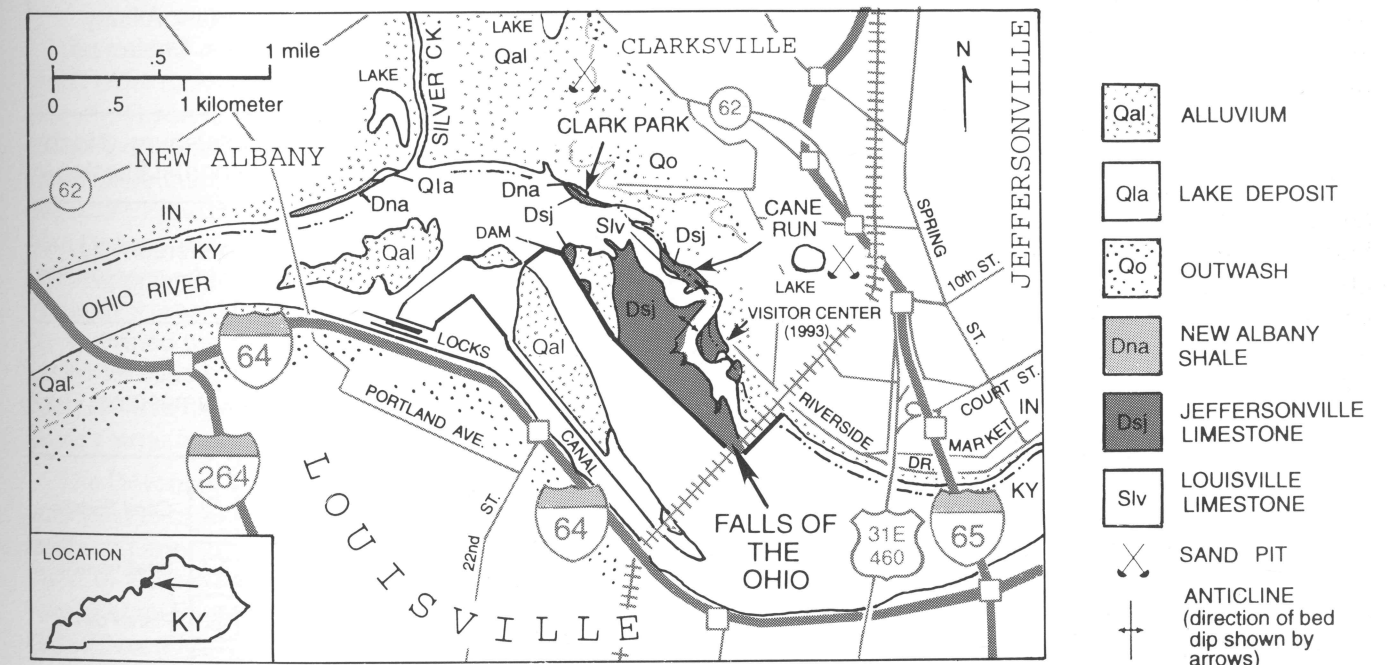 0 .5 1 mile
0 .5 1 kilometer
LAKE
SILVER CK.
LAKE
Qal
CLARKSVILLE
N
JEFFERSONVILLE
62
CLARK PARK
Qo
NEW ALBANY
62
Qla
Dna
Dna
Dsj
IN
KY
Slv
Dsj
CANE
RUN
SPRING
ST.
10th ST.
DAM
Qal
OHIO RIVER
LAKE
VISITOR CENTER
(1993)
Dsj
64
LOCKS
Qal
Qal
PORTLAND AVE.
CANAL
RIVERSIDE
DR.
MARKET
COURT ST.
IN
KY
264
LOUISVILLE
22nd
ST.
64
FALLS OF
THE
OHIO
31E
460
65
LOCATION
KY
Qal ALLUVIUM
Qla LAKE DEPOSIT
Qo OUTWASH
Dna NEW ALBANY
SHALE
Dsj JEFFERSONVILLE
LIMESTONE
Slv LOUISVILLE
LIMESTONE
SAND PIT
ANTICLINE
(direction of bed
dip shown by
arrows)